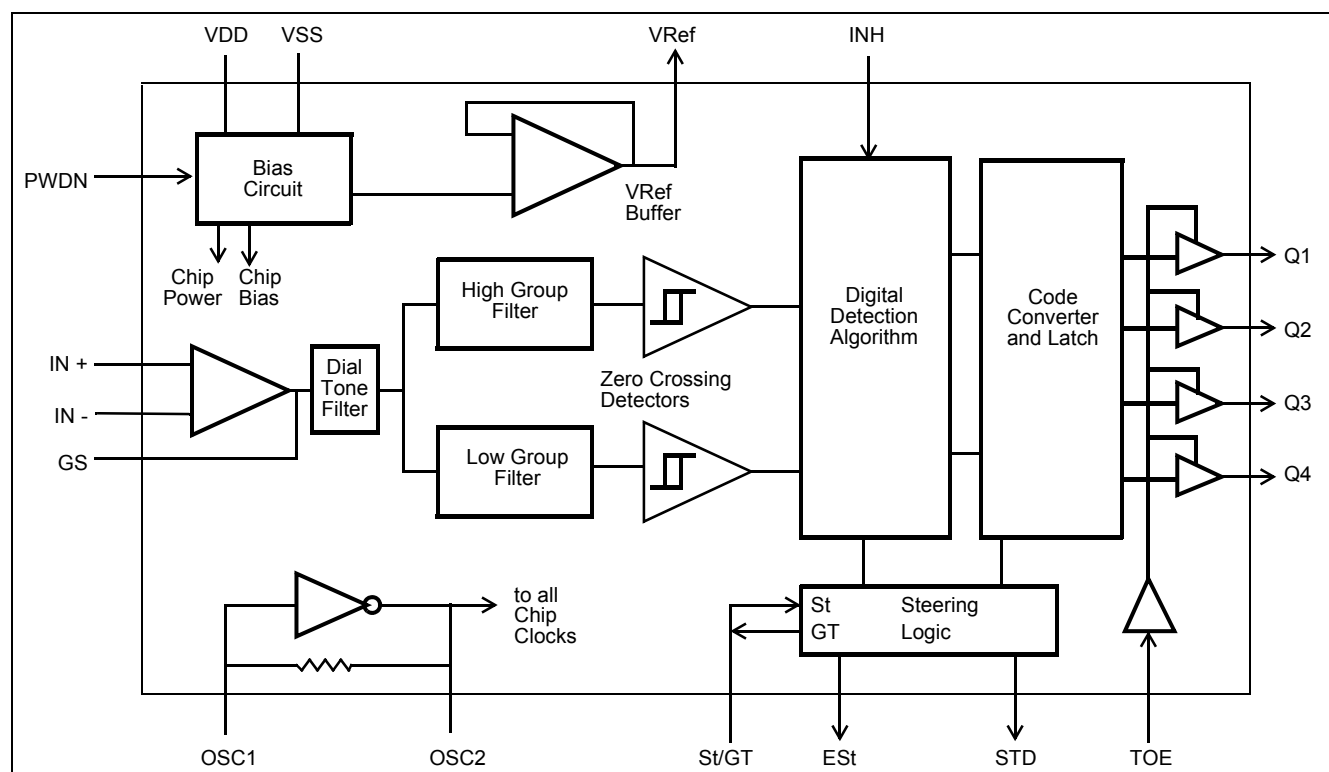 VDD
VSS
VRef
INH
PWDN
Bias
Circuit
VRef
Buffer
Chip
Power
Chip
Bias
High Group
Filter
Digital
Detection
Algorithm
Code
Converter
and Latch
Q1
Q2
Q3
Q4
IN +
IN -
GS
Dial
Tone
Filter
Zero Crossing
Detectors
Low Group
Filter
to all
Chip
Clocks
St
Steering
GT
Logic
OSC1
OSC2
St/GT
ESt
STD
TOE